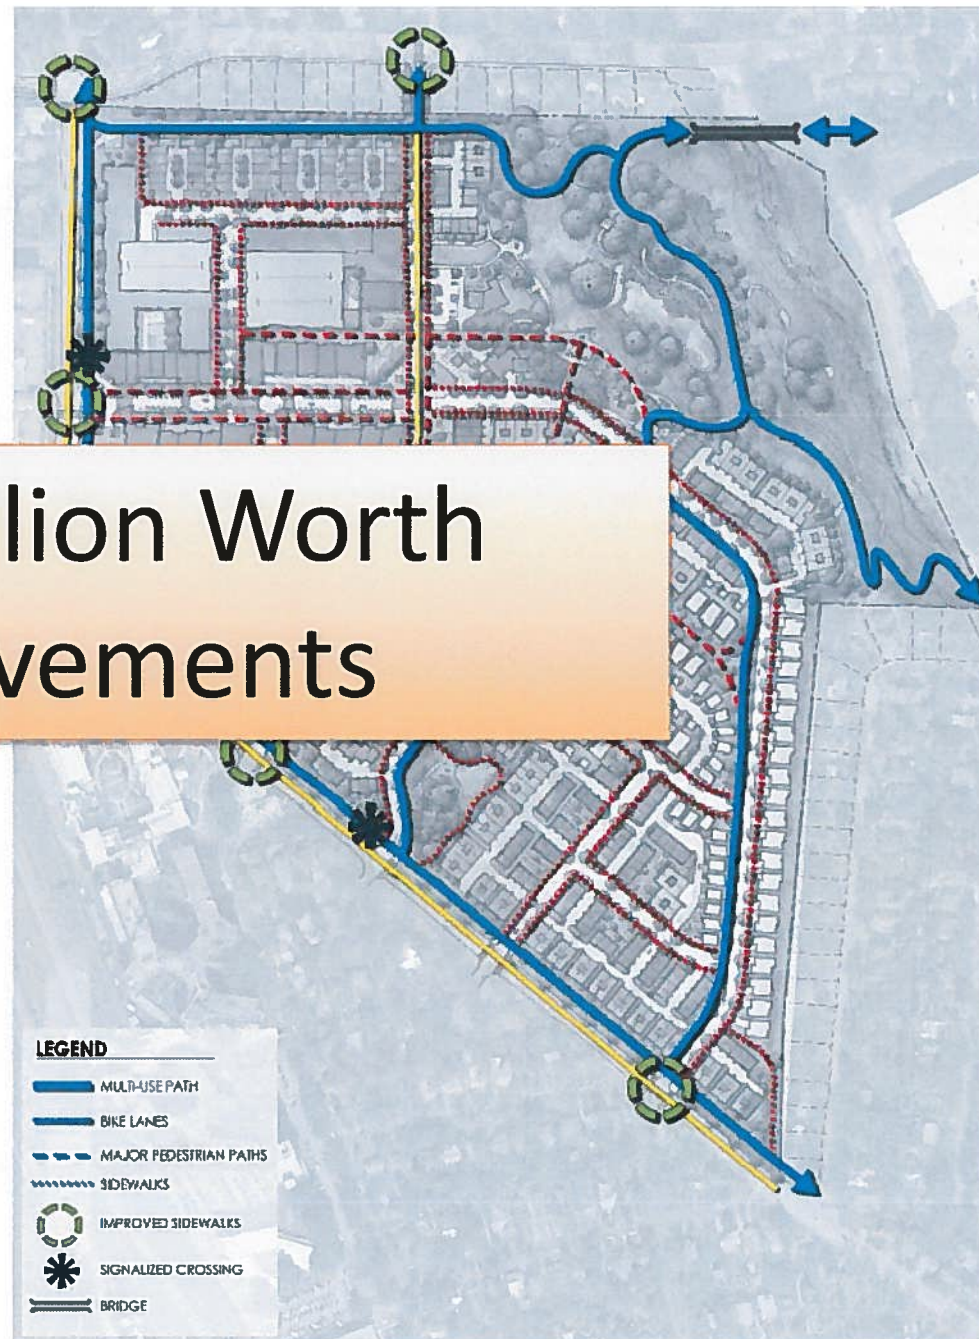 lion Worth
vements
LEGEND
MULTI-USE PATH
BIKE LANES
MAJOR PEDESTRIAN PATHS
SIDEWALKS
IMPROVED SIDEWALKS
SIGNALIZED CROSSING
BRIDGE